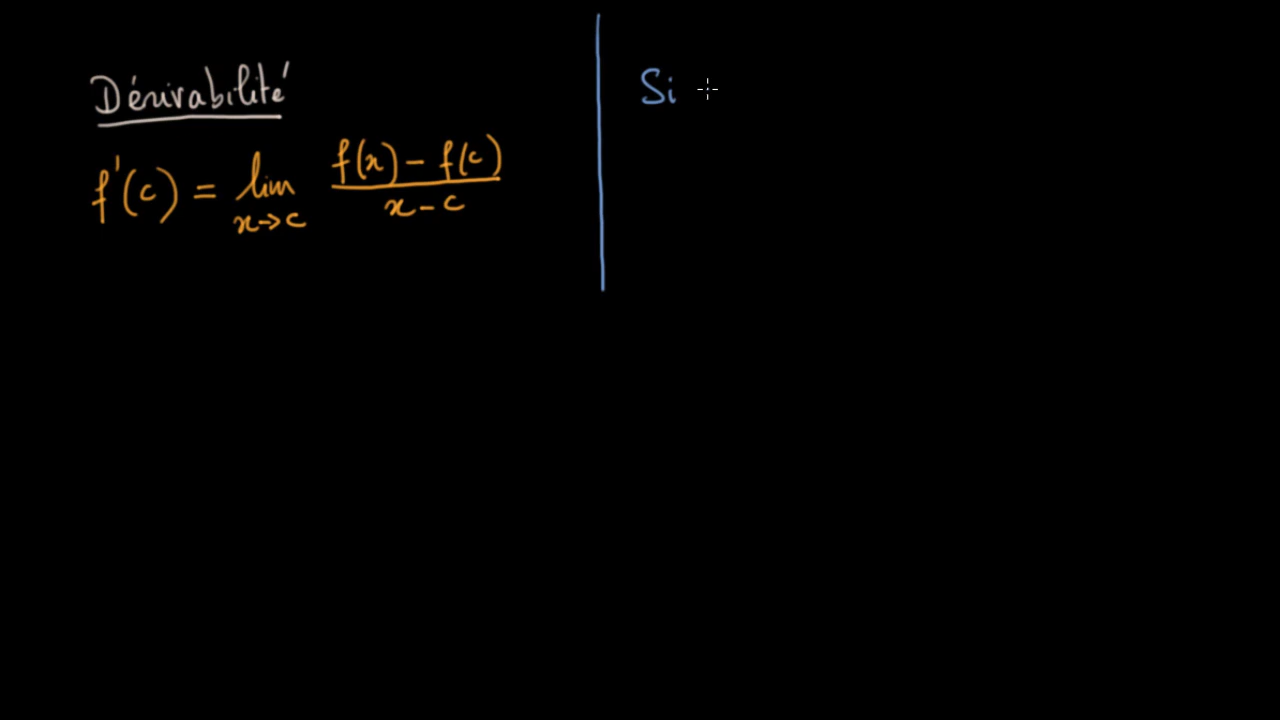 Dérivabilité
f'(c) = lim x→c (f(x) - f(c)) / (x - c)
Si